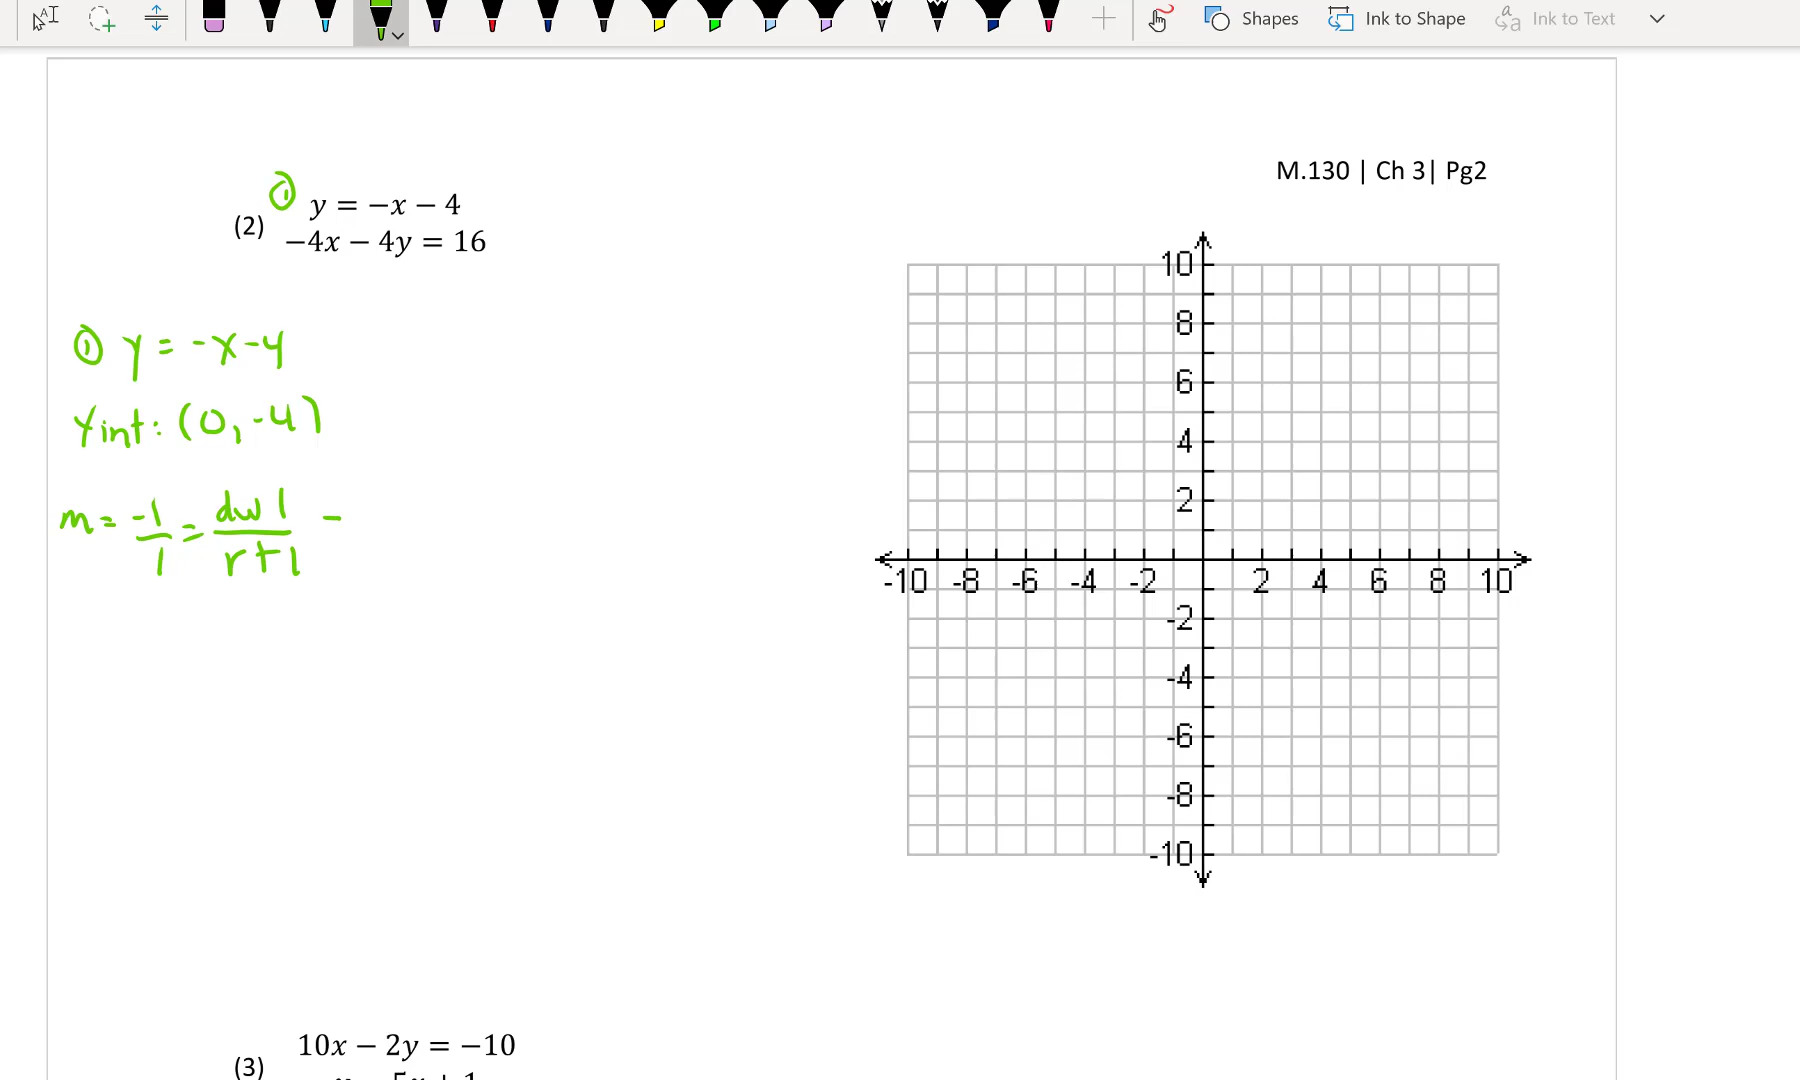 Shapes
Ink to Shape
Ink to Text
M.130 | Ch 3| Pg2
①
(2)
y = −x − 4
−4x − 4y = 16
① y = -x-4
Yint: (0, -4)
m = -1/1 = dw 1/rt 1 -
10
8
6
4
2
-10 -8 -6 -4 -2 2 4 6 8 10
-2
-4
-6
-8
-10
(3)
10x − 2y = −10